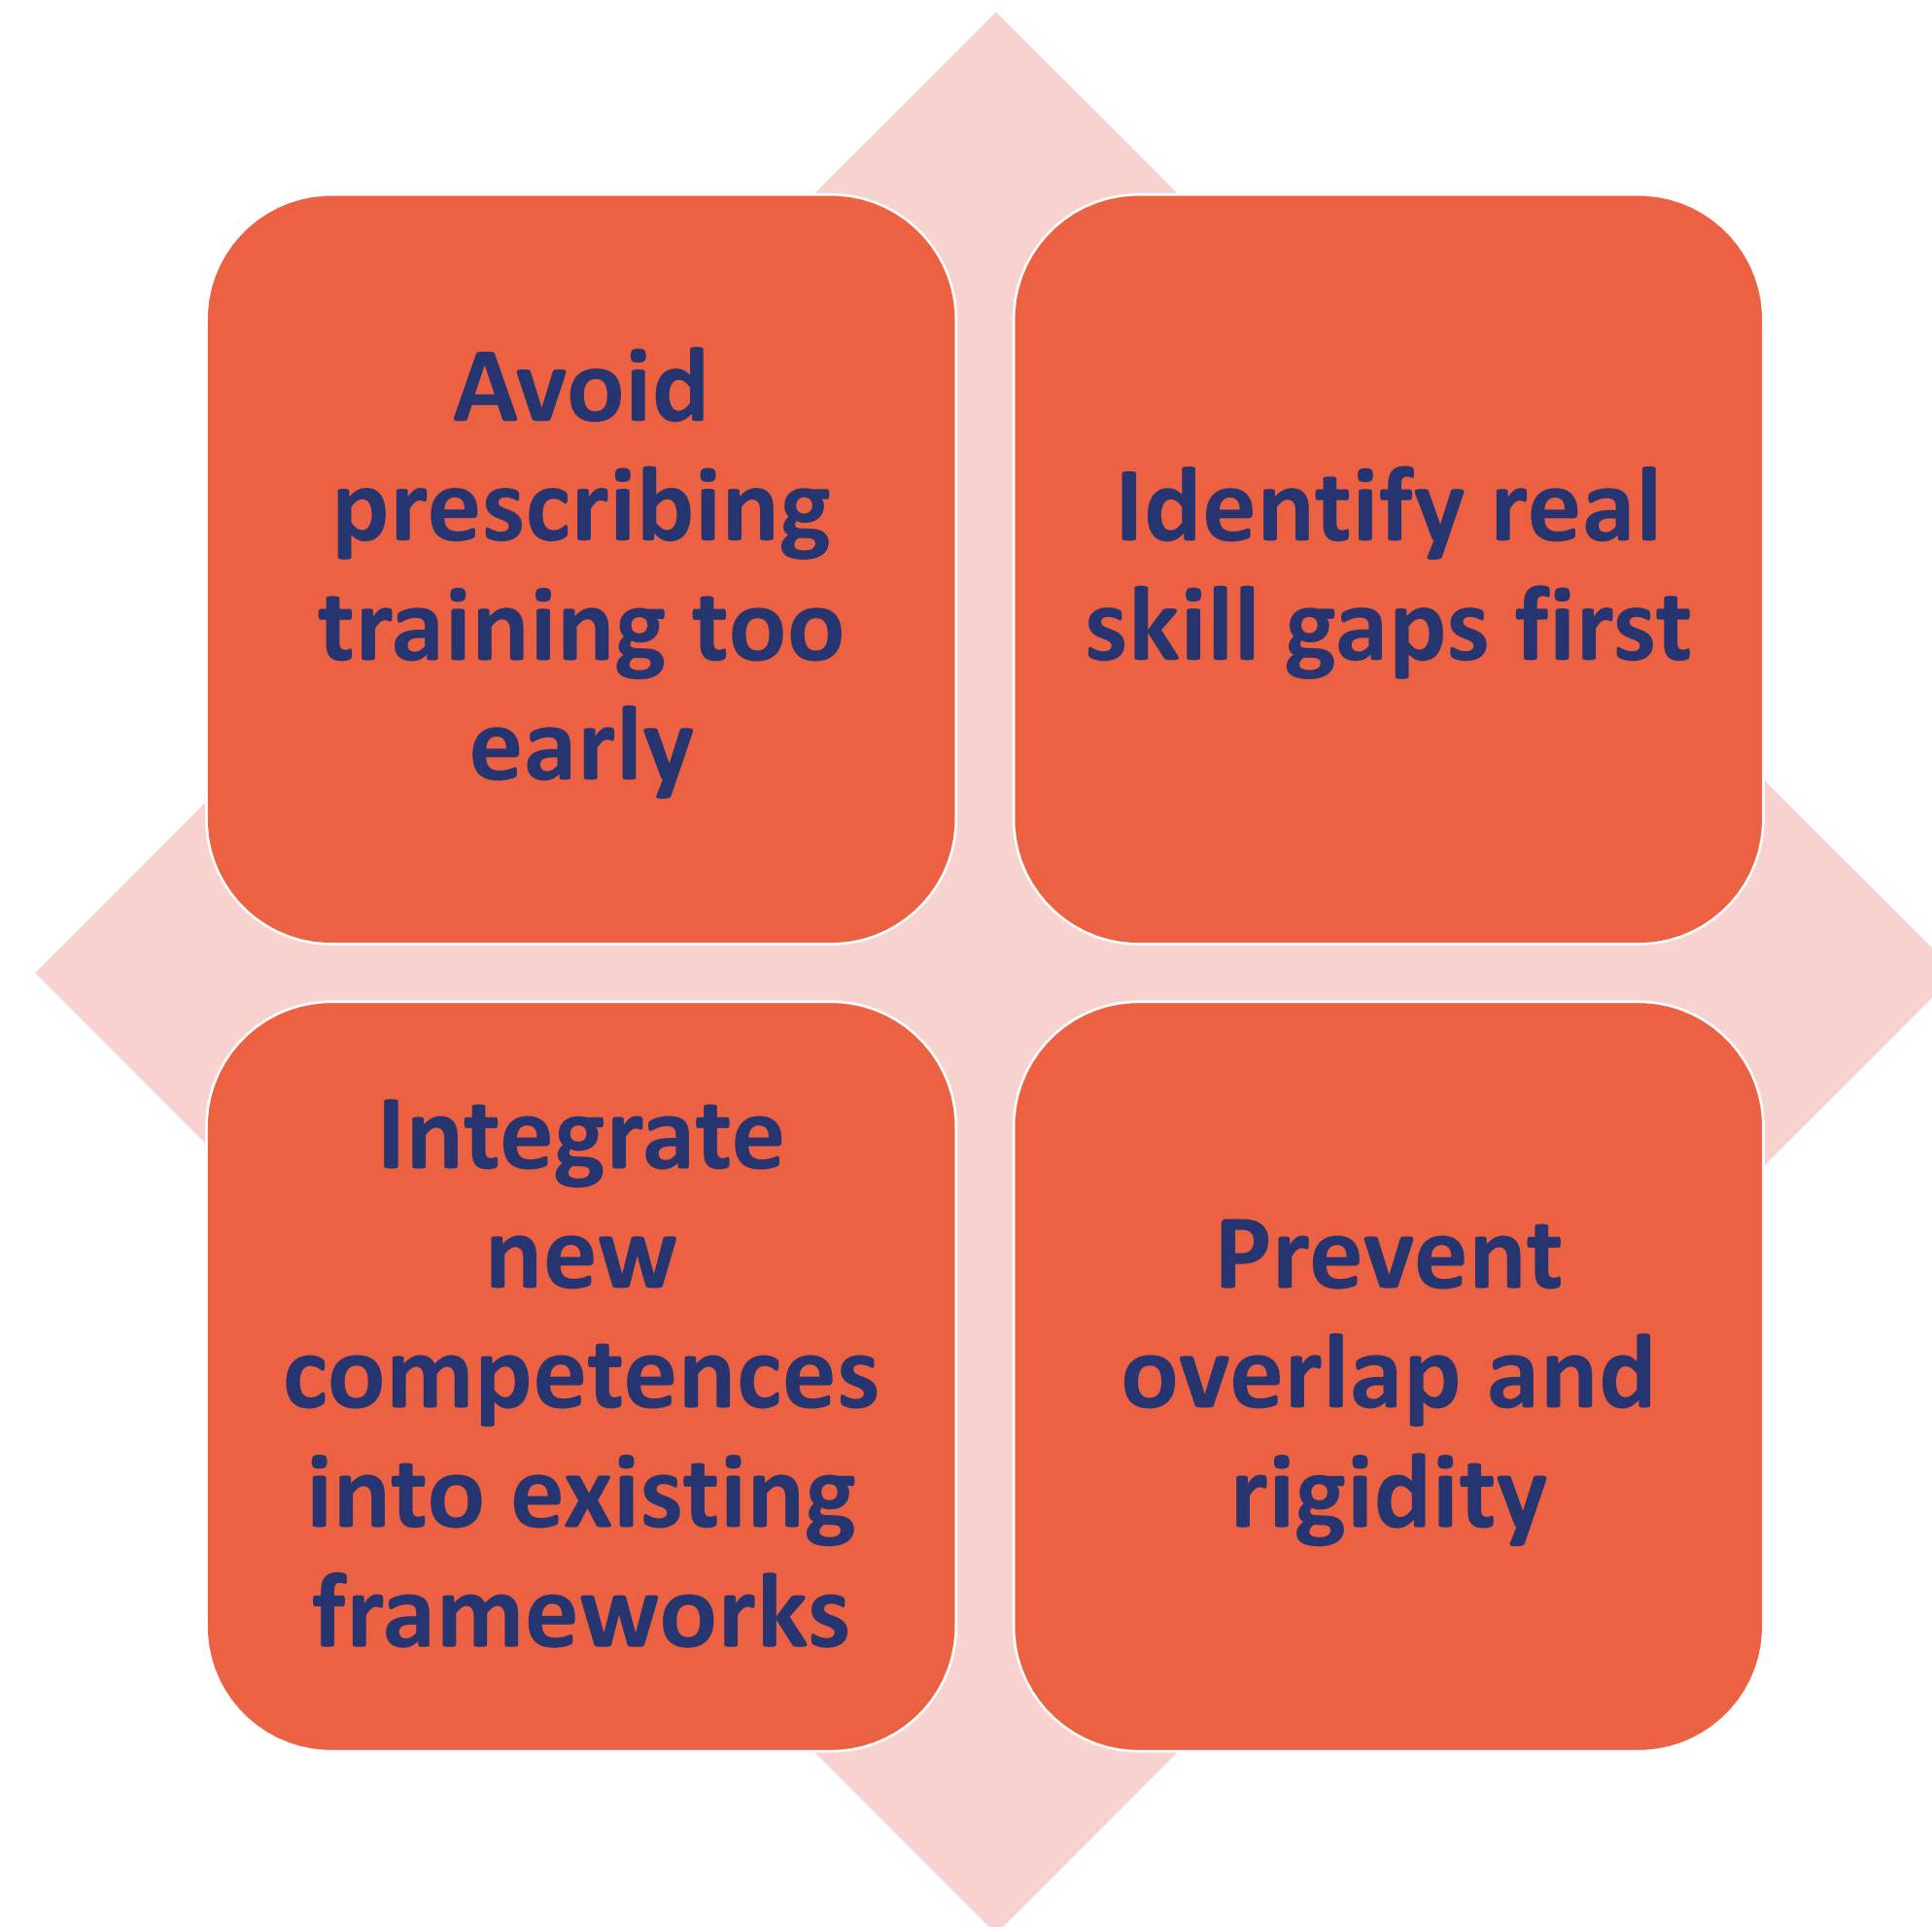 Avoid
prescribing
training too
early
Identify real
skill gaps first
Integrate
new
competences
into existing
frameworks
Prevent
overlap and
rigidity